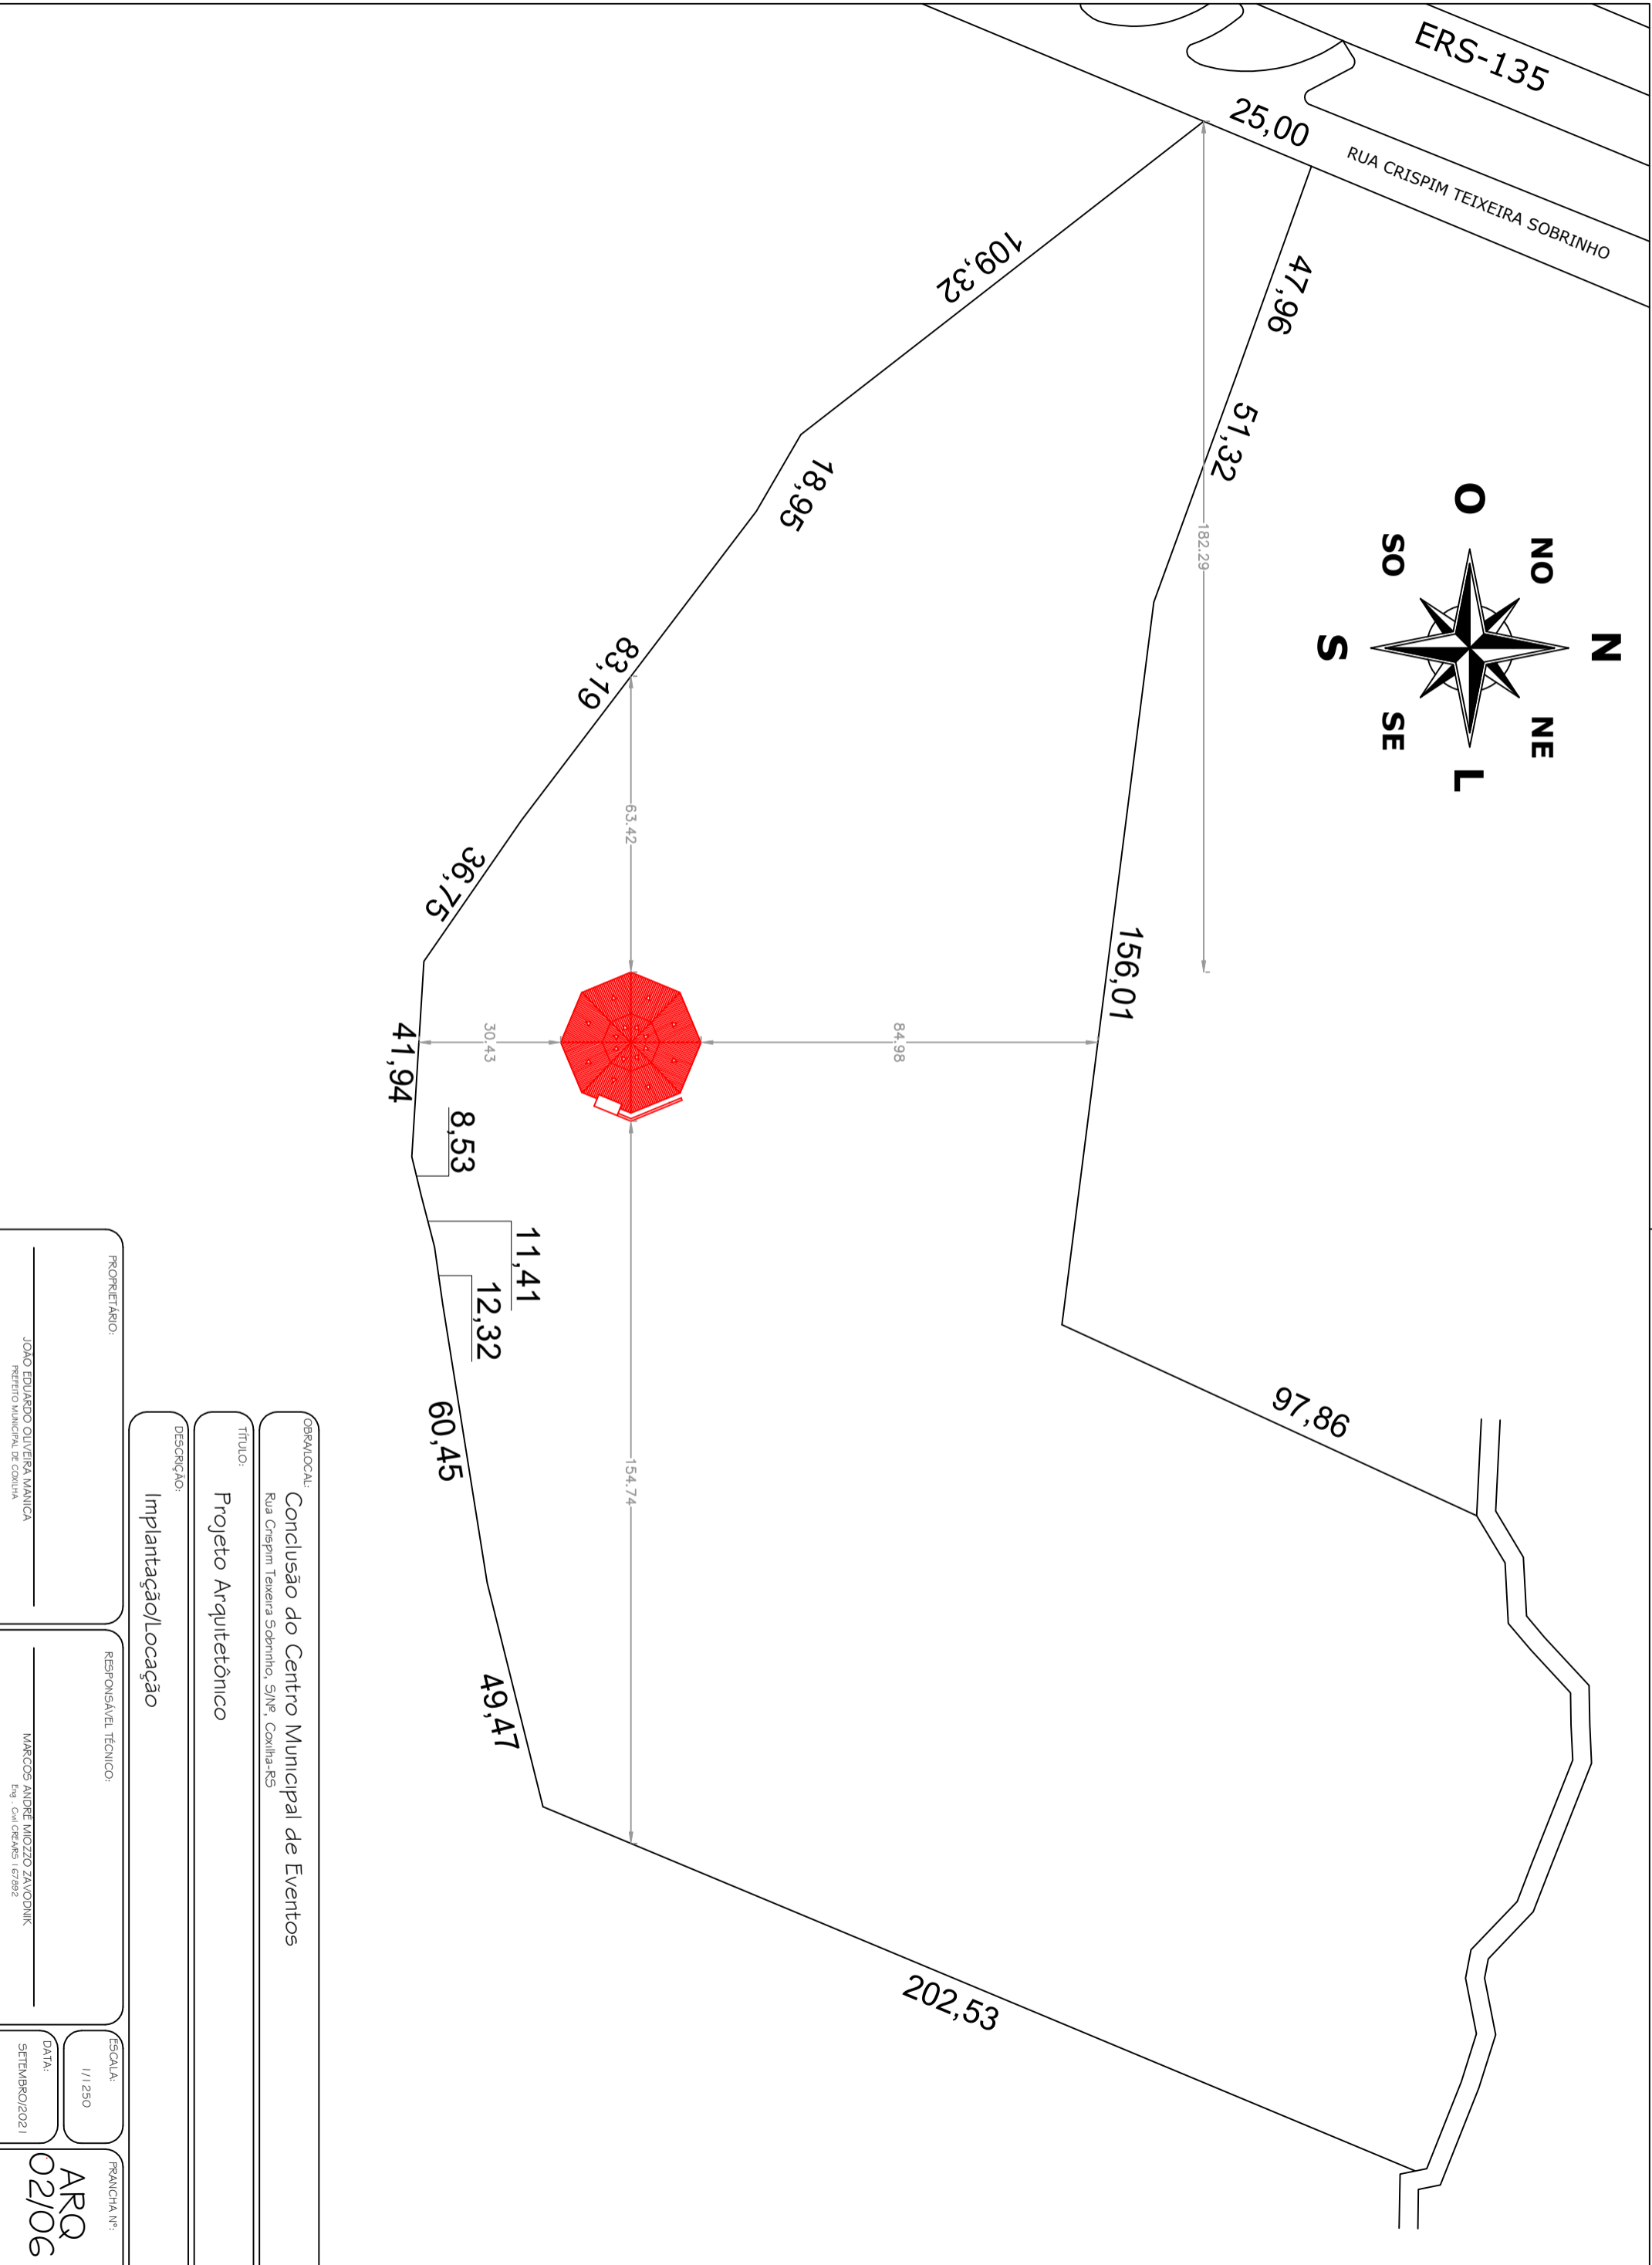 ERS-135
RUA CRISPIM TEIXEIRA SOBRINHO
25,00
47,96
51,32
109,32
18,95
182.29
N
NO
NE
O
L
SO
SE
S
83,19
63.42
36,75
156,01
84.98
30.43
41,94
8,53
11,41
12,32
97,86
154.74
60,45
49,47
202,53
OBRA/LOCAL:
Conclusão do Centro Municipal de Eventos
Rua Crispim Teixeira Sobrinho, S/Nº, Coxilha-RS
TÍTULO:
Projeto Arquitetônico
DESCRIÇÃO:
Implantação/Locação
PROPRIETÁRIO:
JOÃO EDUARDO OLIVEIRA MANICA
PREFEITO MUNICIPAL DE COXILHA
RESPONSÁVEL TÉCNICO:
MARCOS ANDRÉ MIOZZO ZAVODNIK
Eng. Civil CREA/RS 167892
ESCALA:
1/1250
DATA:
SETEMBRO/2021
PRANCHA Nº:
ARQ
02/06